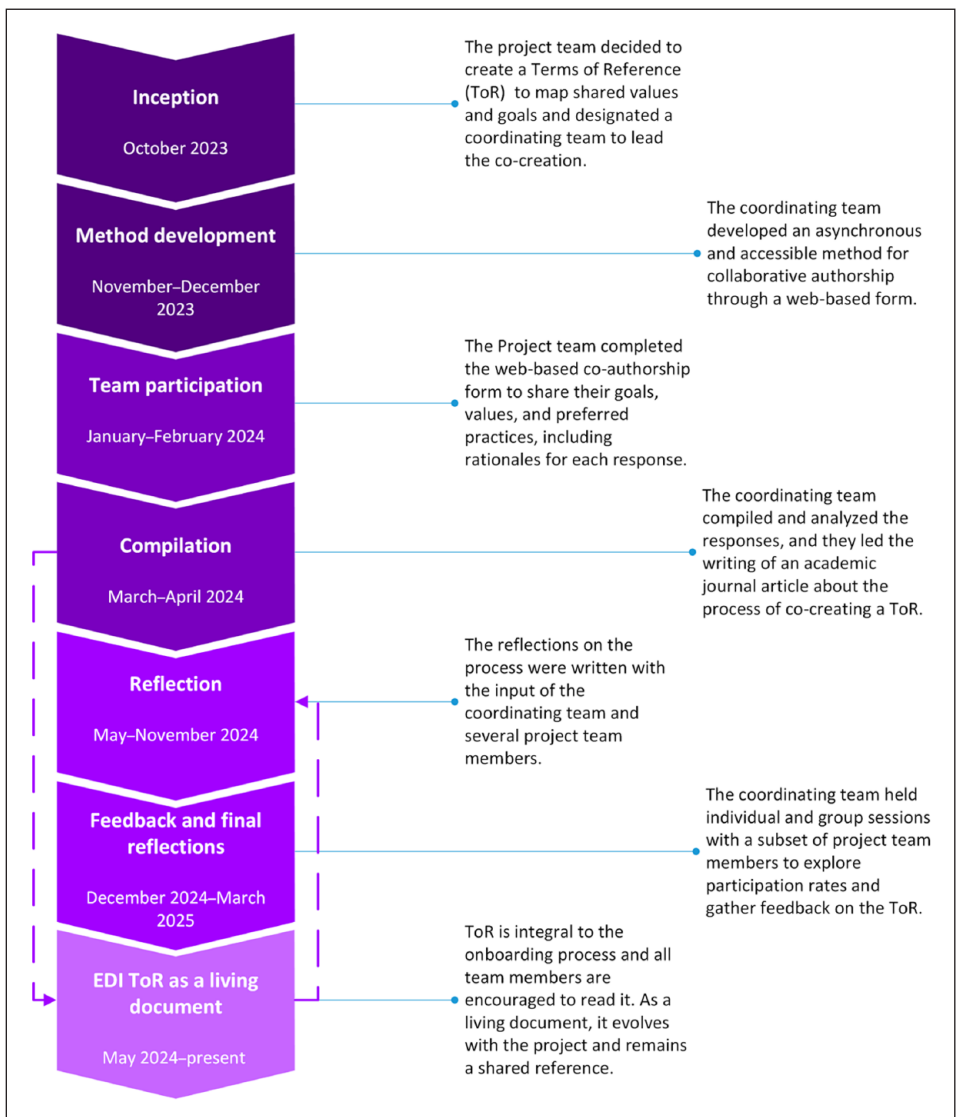 Inception
October 2023
The project team decided to
create a Terms of Reference
(ToR) to map shared values
and goals and designated a
coordinating team to lead
the co-creation.
Method development
November–December
2023
The coordinating team
developed an asynchronous
and accessible method for
collaborative authorship
through a web-based form.
Team participation
January–February 2024
The Project team completed
the web-based co-authorship
form to share their goals,
values, and preferred
practices, including
rationales for each response.
Compilation
March–April 2024
The coordinating team
compiled and analyzed the
responses, and they led the
writing of an academic
journal article about the
process of co-creating a ToR.
Reflection
May–November 2024
The reflections on the
process were written with
the input of the
coordinating team and
several project team
members.
Feedback and final
reflections
December 2024–March
2025
The coordinating team held
individual and group sessions
with a subset of project team
members to explore
participation rates and
gather feedback on the ToR.
EDI ToR as a living
document
May 2024–present
ToR is integral to the
onboarding process and all
team members are
encouraged to read it. As a
living document, it evolves
with the project and remains
a shared reference.